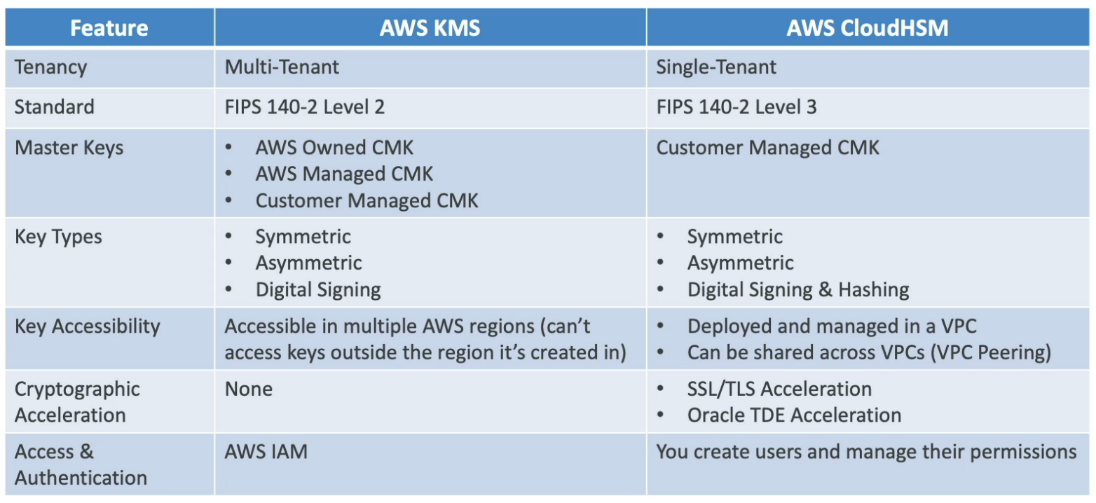 Feature AWS KMS AWS CloudHSM
Tenancy Multi-Tenant Single-Tenant
Standard FIPS 140-2 Level 2 FIPS 140-2 Level 3
Master Keys • AWS Owned CMK Customer Managed CMK
• AWS Managed CMK
• Customer Managed CMK
Key Types • Symmetric • Symmetric
• Asymmetric • Asymmetric
• Digital Signing • Digital Signing & Hashing
Key Accessibility Accessible in multiple AWS regions (can’t • Deployed and managed in a VPC
access keys outside the region it’s created in) • Can be shared across VPCs (VPC Peering)
Cryptographic None • SSL/TLS Acceleration
Acceleration • Oracle TDE Acceleration
Access & AWS IAM You create users and manage their permissions
Authentication